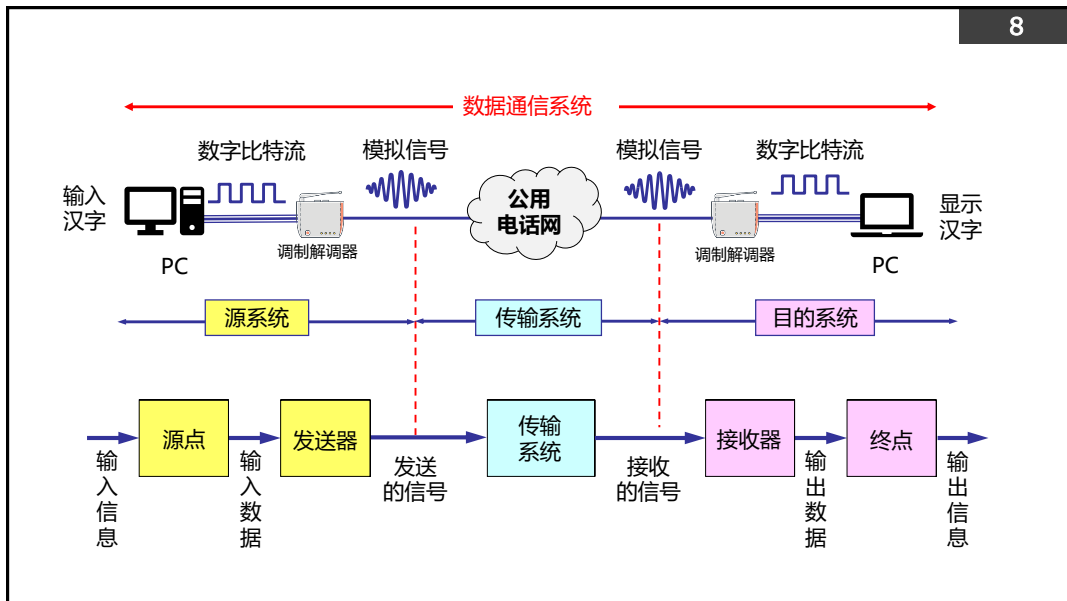 8
数据通信系统
数字比特流
模拟信号
模拟信号
数字比特流
输入
汉字
公用
电话网
显示
汉字
调制解调器
调制解调器
PC
PC
源系统
传输系统
目的系统
源点
发送器
传输
系统
接收器
终点
输入信息
输入数据
发送
的信号
接收
的信号
输出数据
输出信息